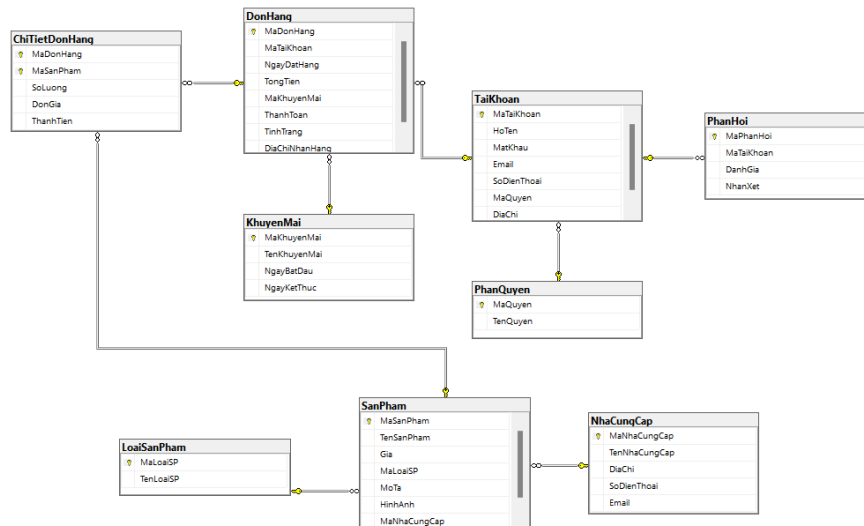 ChiTietDonHang
MaDonHang
MaSanPham
SoLuong
DonGia
ThanhTien
DonHang
MaDonHang
MaTaiKhoan
NgayDatHang
TongTien
MaKhuyenMai
ThanhToan
TinhTrang
DiaChiNhanHang
TaiKhoan
MaTaiKhoan
HoTen
MatKhau
Email
SoDienThoai
MaQuyen
DiaChi
PhanHoi
MaPhanHoi
MaTaiKhoan
DanhGia
NhanXet
KhuyenMai
MaKhuyenMai
TenKhuyenMai
NgayBatDau
NgayKetThuc
PhanQuyen
MaQuyen
TenQuyen
SanPham
MaSanPham
TenSanPham
Gia
MaLoaiSP
MoTa
HinhAnh
MaNhaCungCap
LoaiSanPham
MaLoaiSP
TenLoaiSP
NhaCungCap
MaNhaCungCap
TenNhaCungCap
DiaChi
SoDienThoai
Email